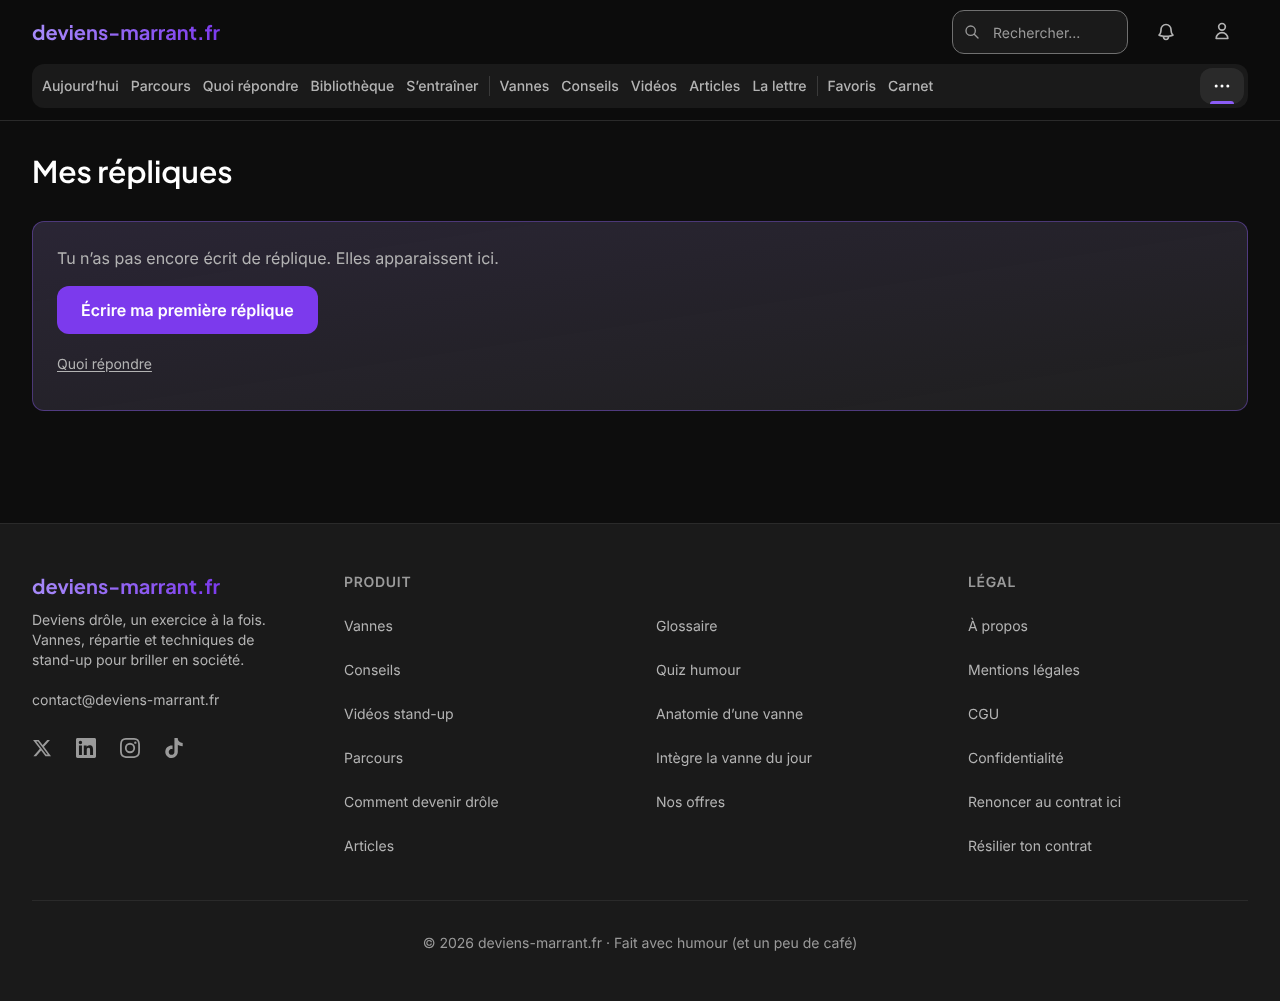 deviens-marrant.fr
Rechercher...
Aujourd’hui Parcours Quoi répondre Bibliothèque S’entraîner Vannes Conseils Vidéos Articles La lettre Favoris Carnet
Mes répliques
Tu n’as pas encore écrit de réplique. Elles apparaissent ici.
Écrire ma première réplique
Quoi répondre
deviens-marrant.fr
Deviens drôle, un exercice à la fois.
Vannes, répartie et techniques de
stand-up pour briller en société.
contact@deviens-marrant.fr
PRODUIT
Vannes
Conseils
Vidéos stand-up
Parcours
Comment devenir drôle
Articles
Glossaire
Quiz humour
Anatomie d’une vanne
Intègre la vanne du jour
Nos offres
LÉGAL
À propos
Mentions légales
CGU
Confidentialité
Renoncer au contrat ici
Résilier ton contrat
© 2026 deviens-marrant.fr · Fait avec humour (et un peu de café)